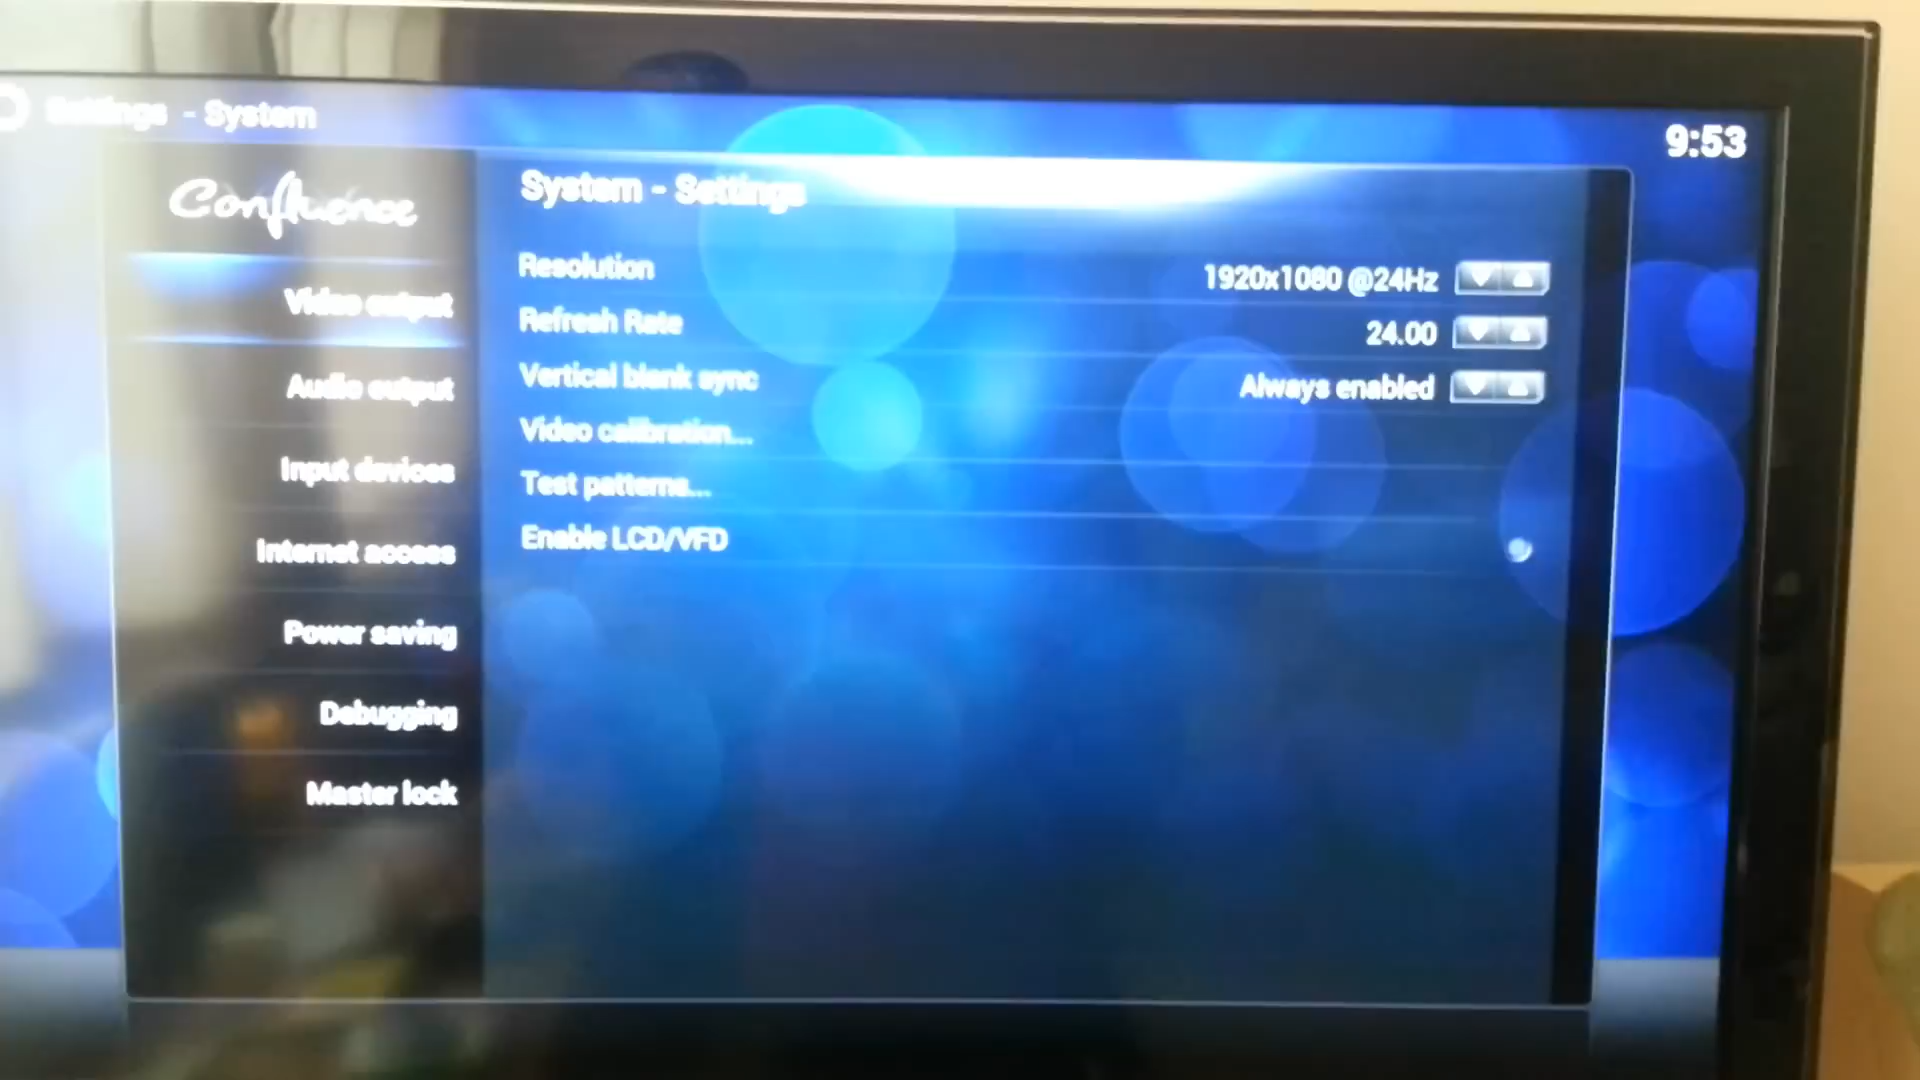 Settings - System
9:53
Confluence
System - Settings
Video output
Audio output
Input devices
Internet access
Power saving
Debugging
Master lock
Resolution 1920x1080 @24Hz
Refresh Rate 24.00
Vertical blank sync Always enabled
Video calibration...
Test patterns...
Enable LCD/VFD